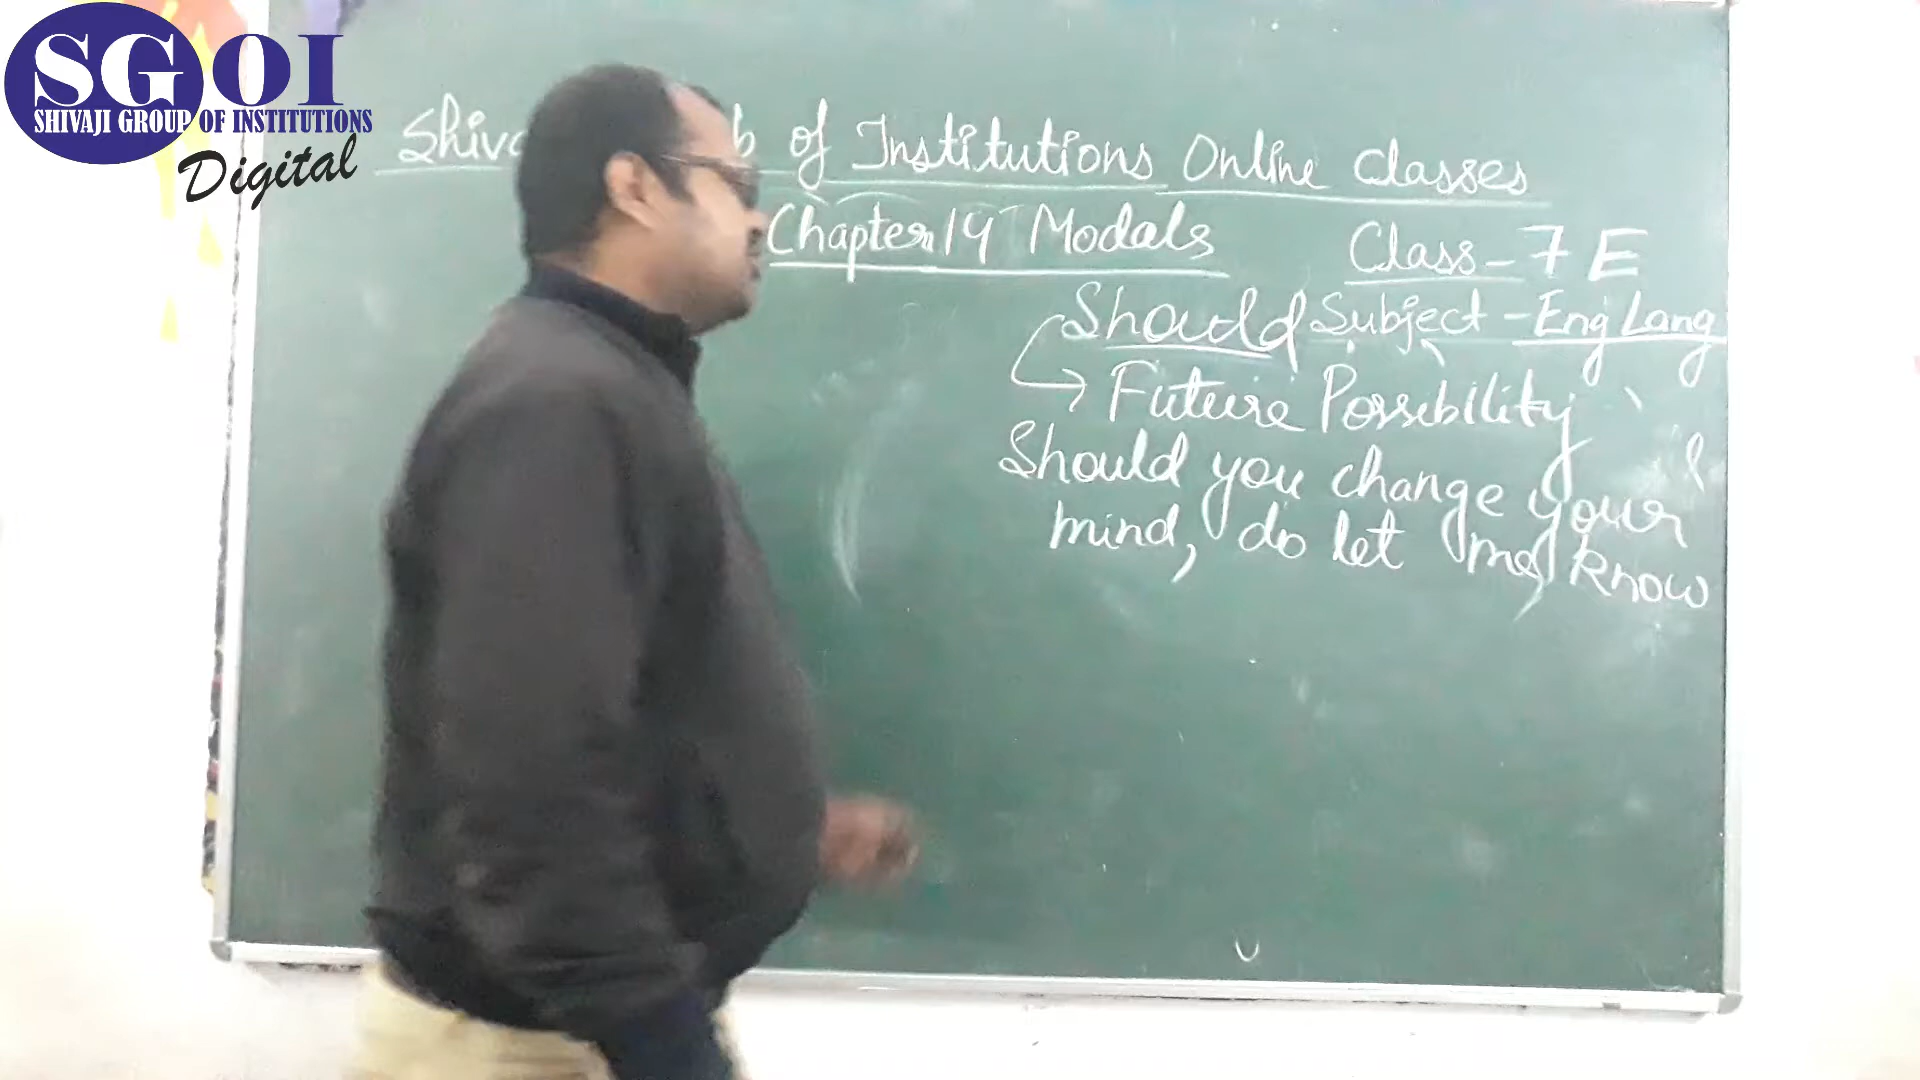 SGOI
SHIVAJI GROUP OF INSTITUTIONS
Digital
of Institutions Online Classes
Chapter 14 Modals
Class - 7 E
Should
Subject - Eng Lang
Future Possibility
Should you change your
mind, do let me know